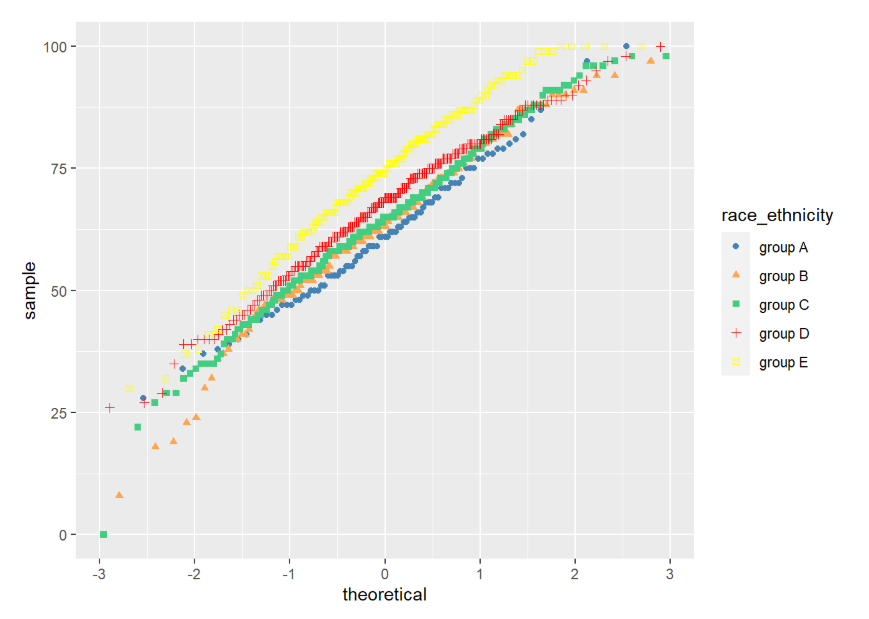 100
75
50
25
0
sample
-3
-2
-1
0
1
2
3
theoretical
race_ethnicity
group A
group B
group C
group D
group E